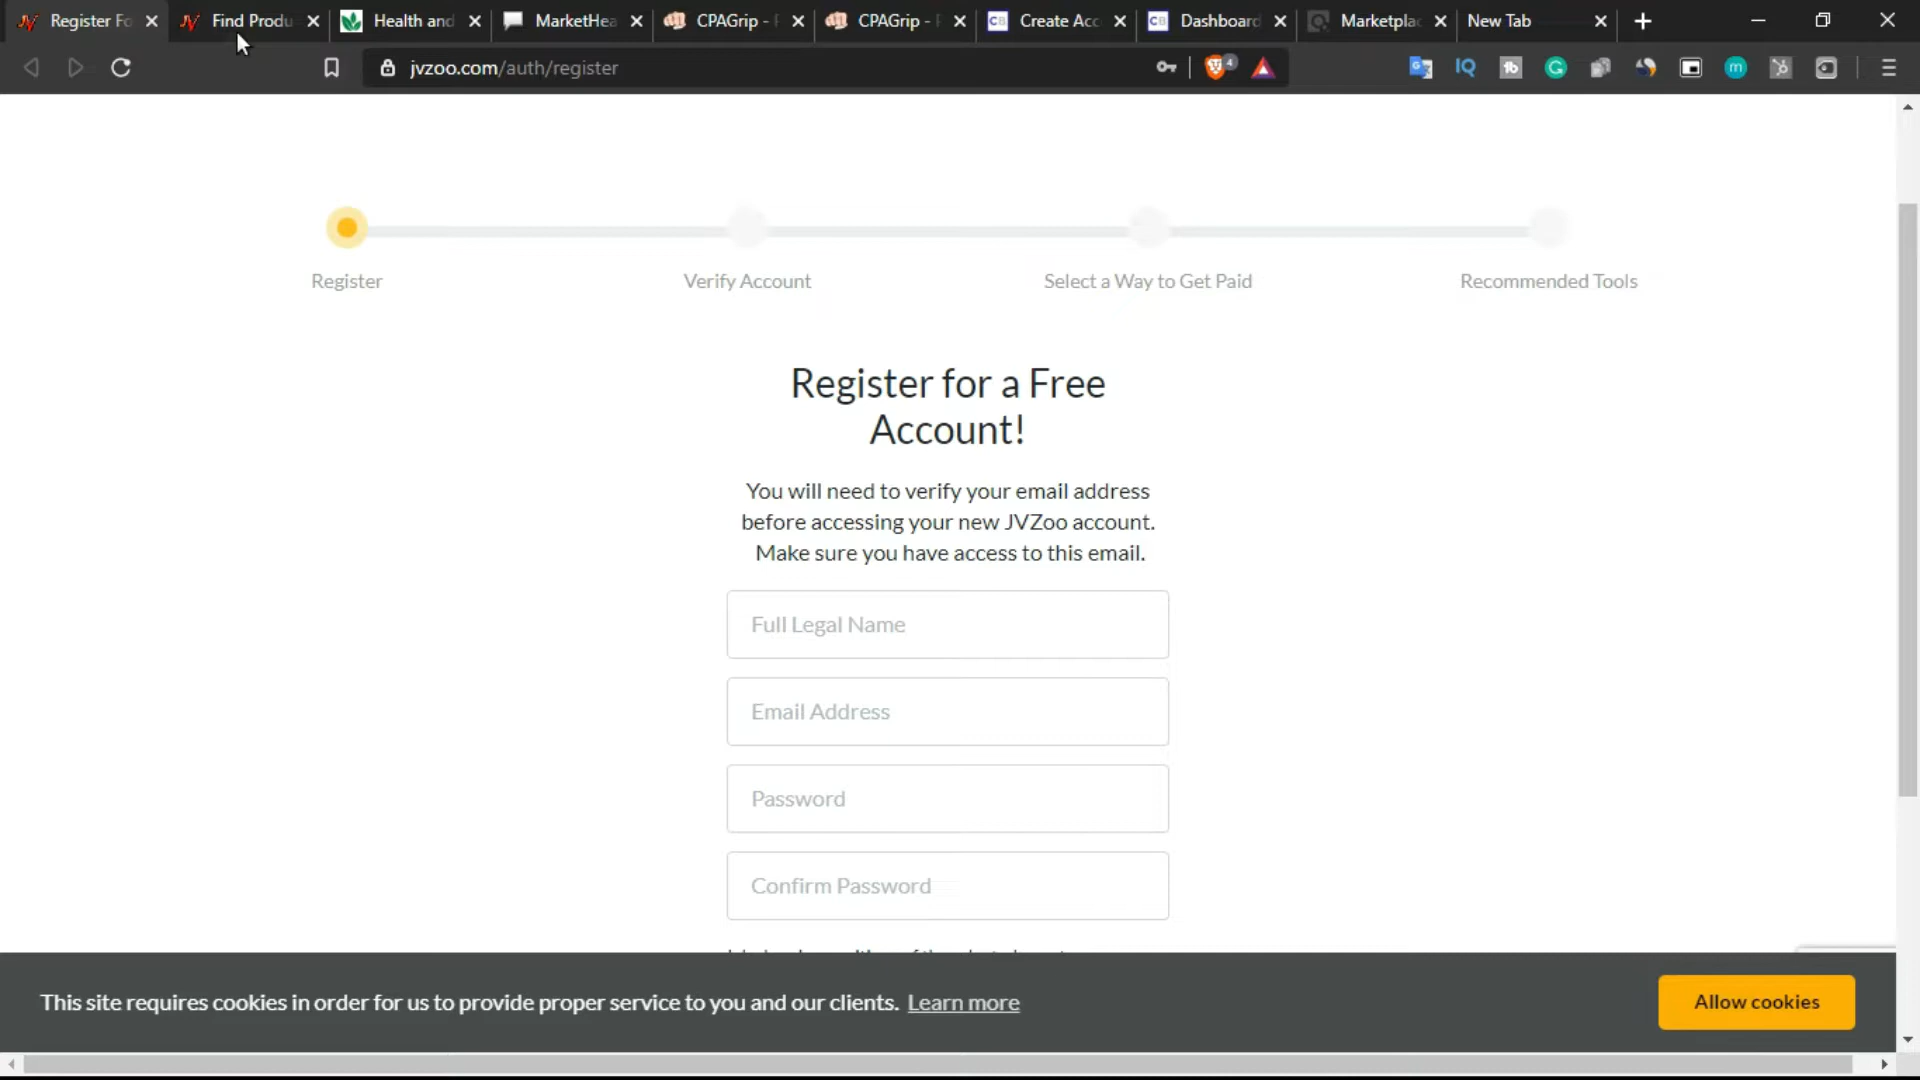 Register Fo
Find Produ
Health and
MarketHea
CPAGrip -
CPAGrip -
Create Acc
Dashboard
Marketplac
New Tab
jvzoo.com/auth/register
4
Register
Verify Account
Select a Way to Get Paid
Recommended Tools
Register for a Free
Account!
You will need to verify your email address
before accessing your new JVZoo account.
Make sure you have access to this email.
Full Legal Name
Email Address
Password
Confirm Password
This site requires cookies in order for us to provide proper service to you and our clients. Learn more
Allow cookies